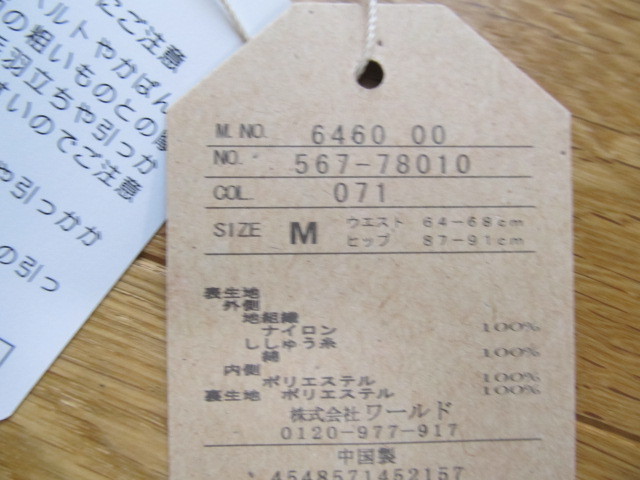 にご注意
ベルトやかばん
の粗いものとの摩
毛羽立ちや引っか
すいのでご注意
や引っかか
の引っ
M. NO. 6460 00
NO. 567-78010
COL. 071
SIZE M ウエスト 64-68cm
ヒップ 87-91cm
表生地
外側
地組織
ナイロン 100%
ししゅう糸
綿 100%
内側
ポリエステル 100%
裏生地 ポリエステル 100%
株式会社ワールド
0120-977-917
中国製
4548571452157